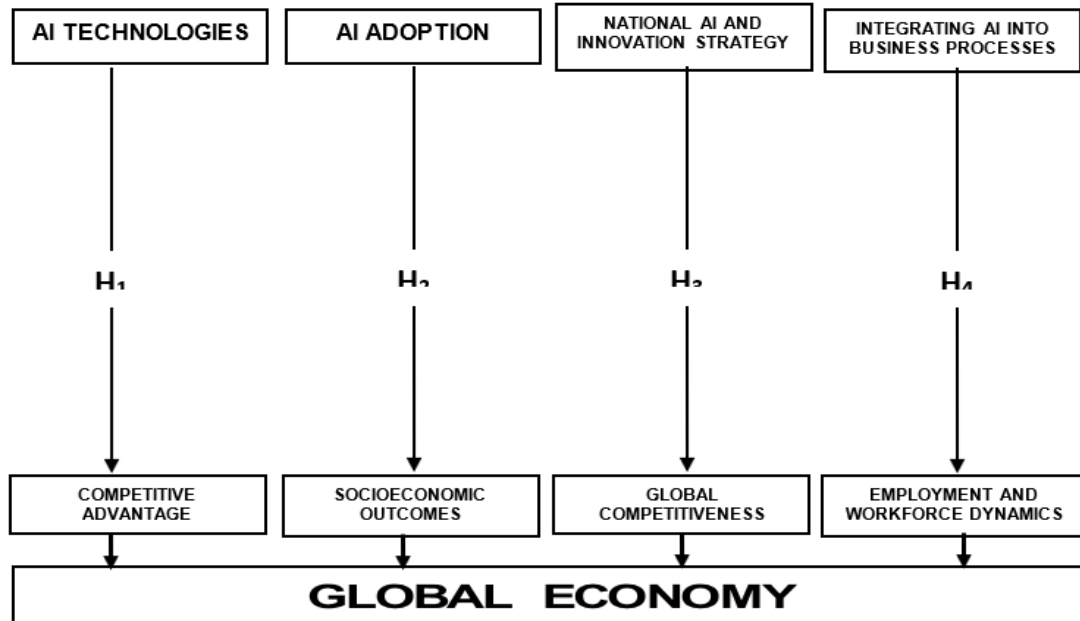 AI TECHNOLOGIES
AI ADOPTION
NATIONAL AI AND
INNOVATION STRATEGY
INTEGRATING AI INTO
BUSINESS PROCESSES
H₁
H₂
H₃
H₄
COMPETITIVE
ADVANTAGE
SOCIOECONOMIC
OUTCOMES
GLOBAL
COMPETITIVENESS
EMPLOYMENT AND
WORKFORCE DYNAMICS
GLOBAL ECONOMY